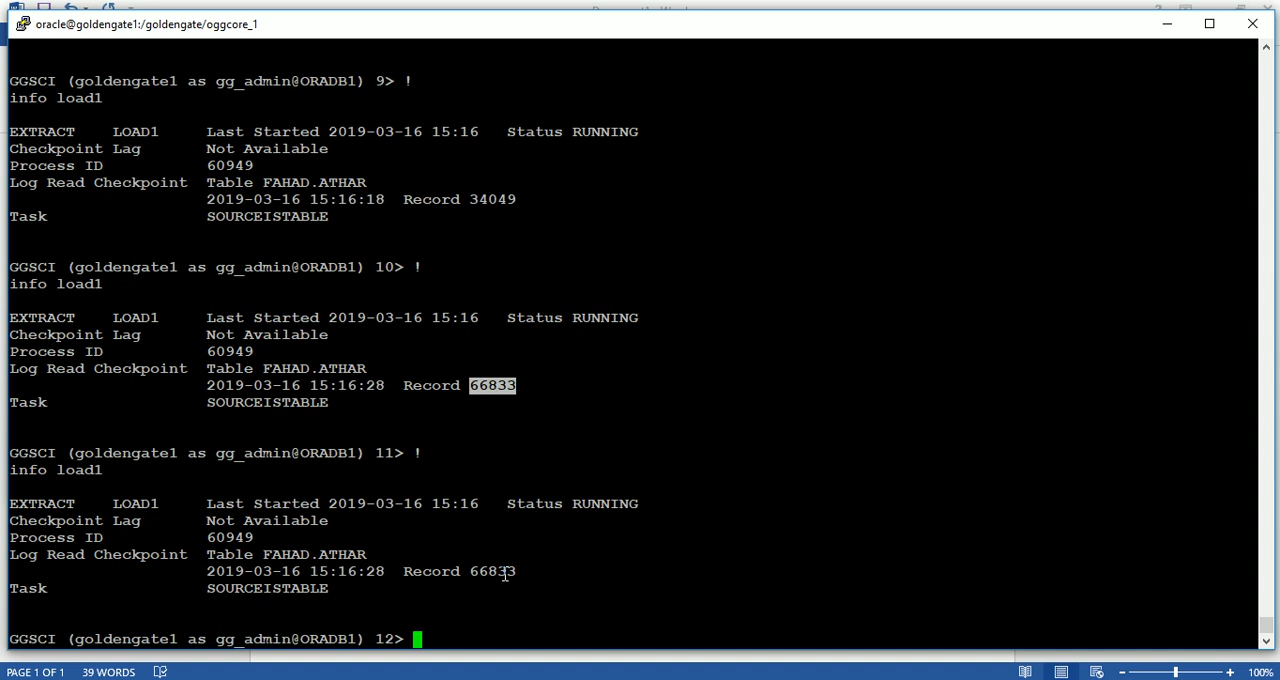 oracle@goldengate1:/goldengate/oggcore_1
GGSCI (goldengate1 as gg_admin@ORADB1) 9> !
info load1
EXTRACT    LOAD1     Last Started 2019-03-16 15:16   Status RUNNING
Checkpoint Lag       Not Available
Process ID           60949
Log Read Checkpoint  Table FAHAD.ATHAR
                     2019-03-16 15:16:18  Record 34049
Task                 SOURCEISTABLE
GGSCI (goldengate1 as gg_admin@ORADB1) 10> !
info load1
EXTRACT    LOAD1     Last Started 2019-03-16 15:16   Status RUNNING
Checkpoint Lag       Not Available
Process ID           60949
Log Read Checkpoint  Table FAHAD.ATHAR
                     2019-03-16 15:16:28  Record 66833
Task                 SOURCEISTABLE
GGSCI (goldengate1 as gg_admin@ORADB1) 11> !
info load1
EXTRACT    LOAD1     Last Started 2019-03-16 15:16   Status RUNNING
Checkpoint Lag       Not Available
Process ID           60949
Log Read Checkpoint  Table FAHAD.ATHAR
                     2019-03-16 15:16:28  Record 66833
Task                 SOURCEISTABLE
GGSCI (goldengate1 as gg_admin@ORADB1) 12>
PAGE 1 OF 1    39 WORDS    100%